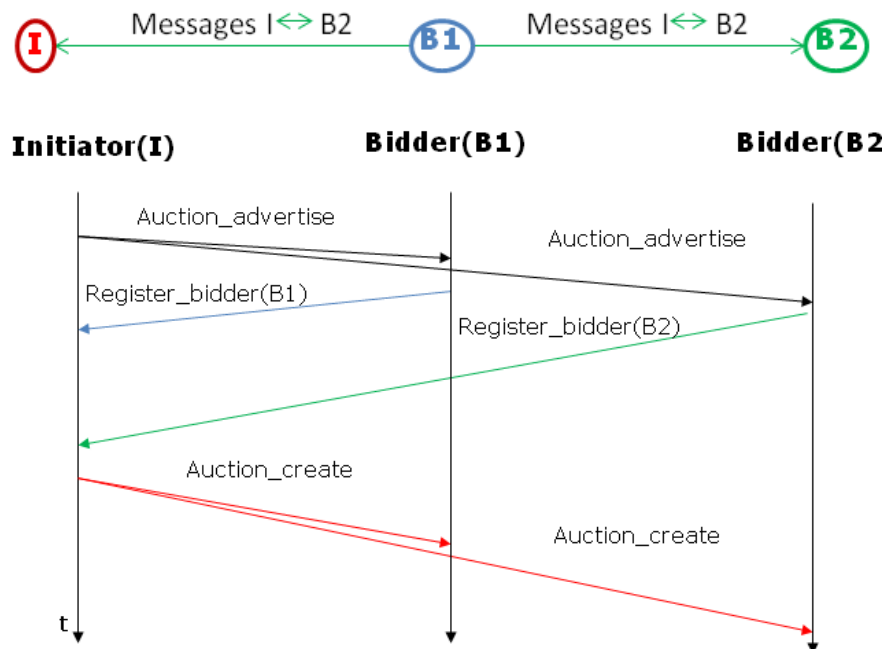 Messages I<=> B2 Messages I<=> B2
I B1 B2
Initiator(I) Bidder(B1) Bidder(B2
Auction_advertise
Auction_advertise
Register_bidder(B1)
Register_bidder(B2)
Auction_create
Auction_create
t